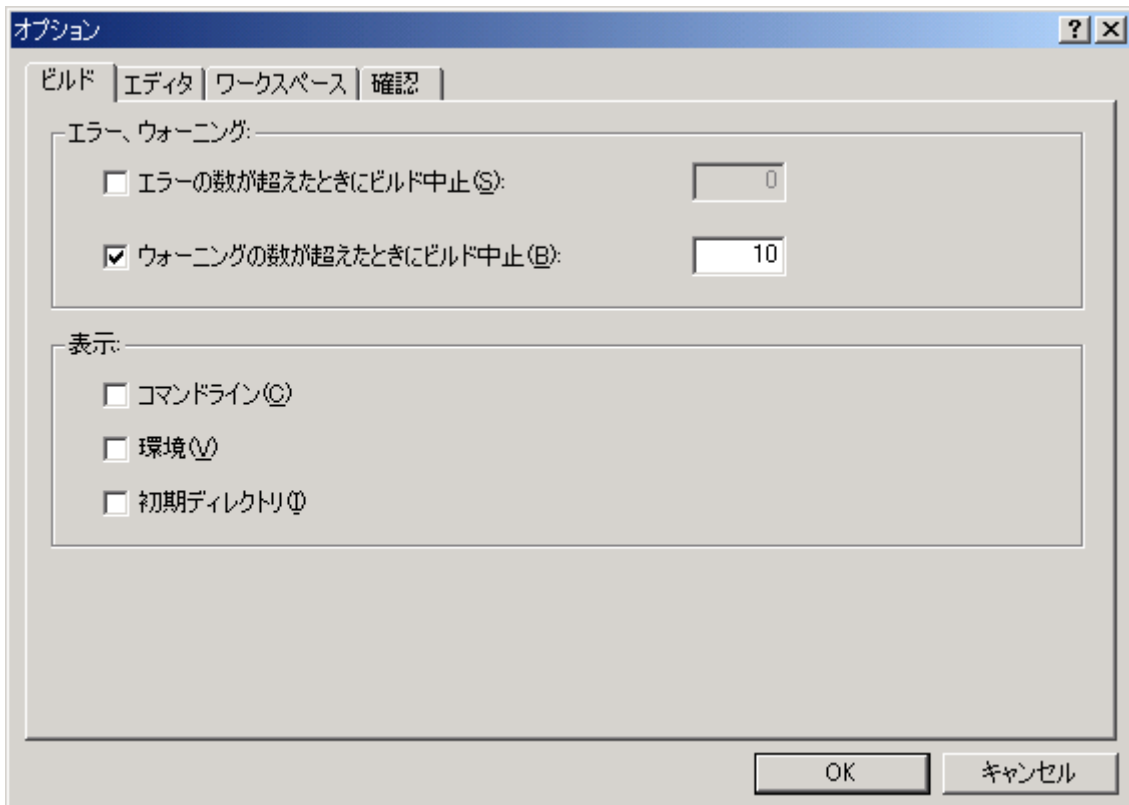 オプション
ビルド エディタ ワークスペース 確認
エラー、ウォーニング:
エラーの数が超えたときにビルド中止(S): 0
ウォーニングの数が超えたときにビルド中止(B): 10
表示:
コマンドライン(C)
環境(V)
初期ディレクトリ(I)
OK キャンセル